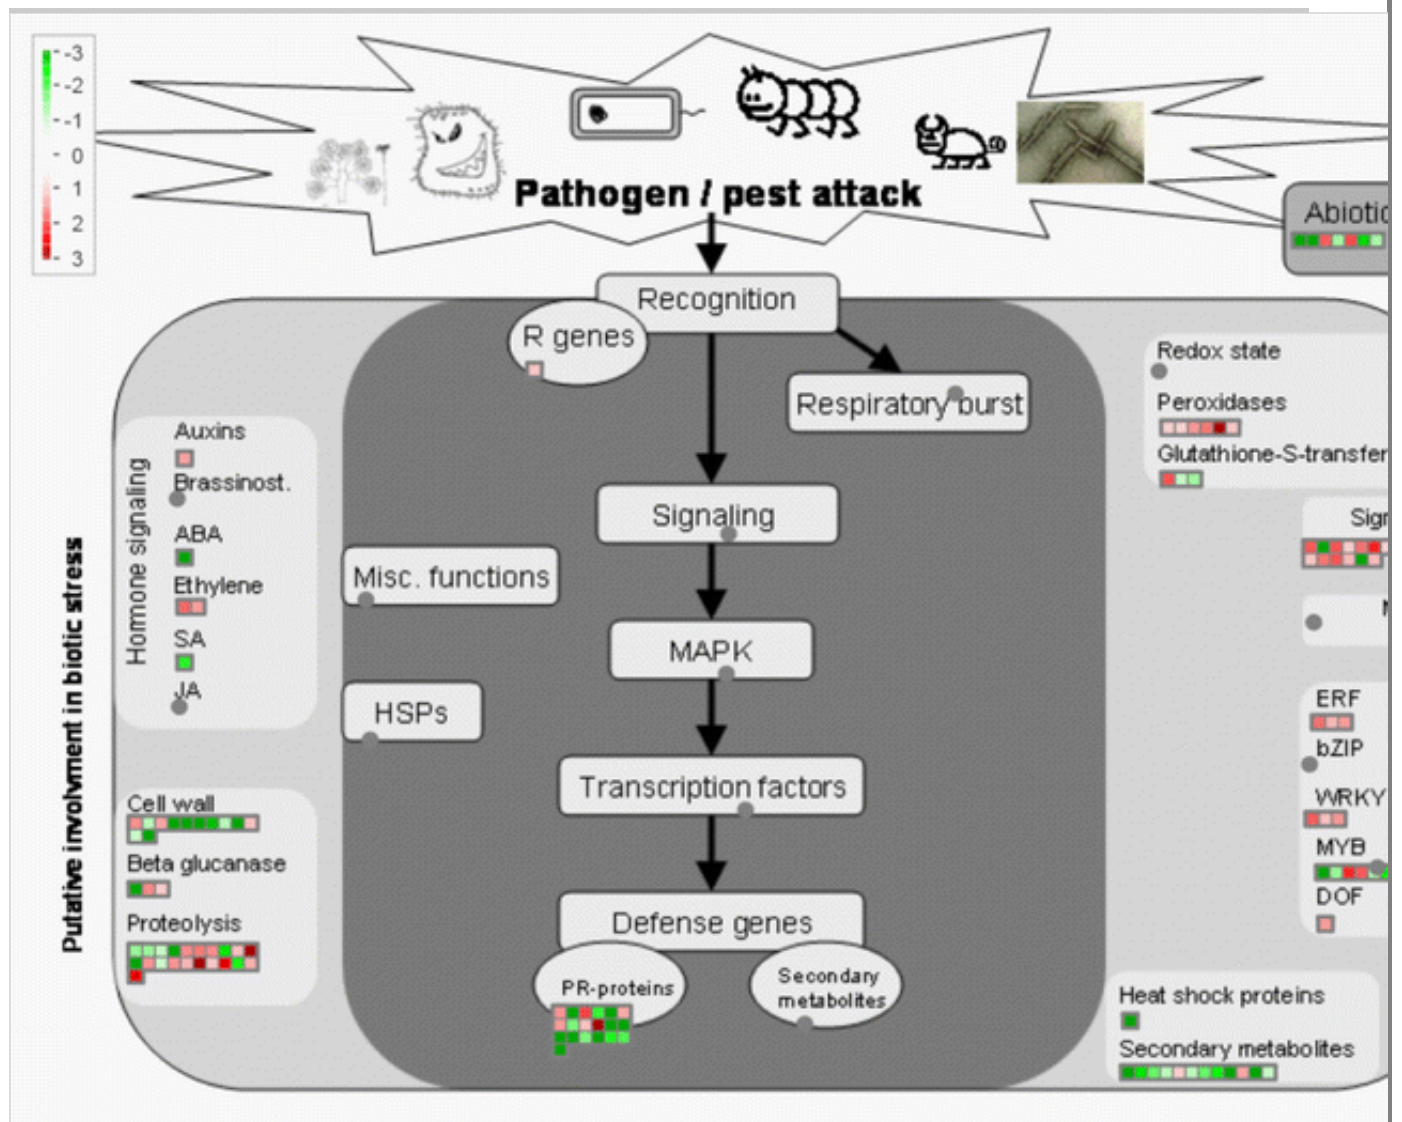 -3
-2
-1
0
1
2
3
Pathogen / pest attack
Abiotic
Recognition
R genes
Respiratory burst
Redox state
Peroxidases
Glutathione-S-transfer
Auxins
Brassinost.
ABA
Ethylene
SA
JA
Hormone signaling
Signaling
Misc. functions
MAPK
HSPs
Transcription factors
Defense genes
PR-proteins
Secondary
metabolites
Putative involvment in biotic stress
Cell wall
Beta glucanase
Proteolysis
ERF
bZIP
WRKY
MYB
DOF
Heat shock proteins
Secondary metabolites